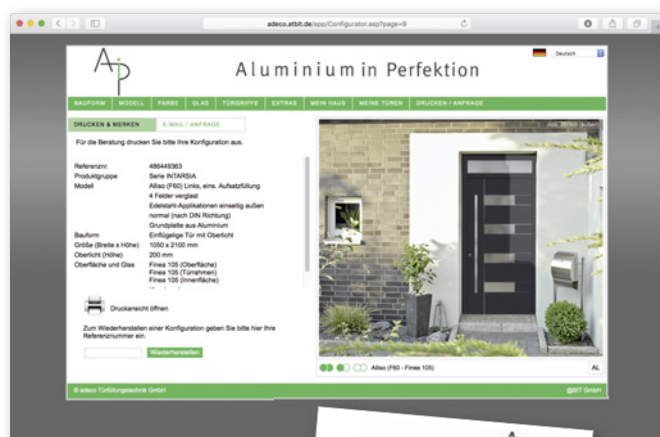 adeco.atbit.de/app/Configurator.asp?page=9
AiP
Aluminium in Perfektion
Deutsch
BAUFORM MODELL FARBE GLAS TÜRGRIFFE EXTRAS MEIN HAUS MEINE TÜREN DRUCKEN / ANFRAGE
DRUCKEN & MERKEN E-MAIL / ANFRAGE
Für die Beratung drucken Sie bitte Ihre Konfiguration aus.
Referenznr. 486449363
Produktgruppe Serie INTARSIA
Modell Alliso (F60) Links, eins. Aufsatzfüllung
4 Felder verglast
Edelstahl-Applikationen einseitig außen
normal (nach DIN Richtung)
Grundplatte aus Aluminium
Bauform Einflügelige Tür mit Oberlicht
Größe (Breite x Höhe) 1050 x 2100 mm
Oberlicht (Höhe) 200 mm
Oberfläche und Glas Finea 105 (Oberfläche)
Finea 105 (Türrahmen)
Finea 105 (Innenfläche)
Druckansicht öffnen
Zum Wiederherstellen einer Konfiguration geben Sie bitte hier Ihre
Referenznummer ein.
Wiederherstellen
Alliso (F60 - Finea 105)
AL
© adeco Türfüllungstechnik GmbH
@BIT GmbH